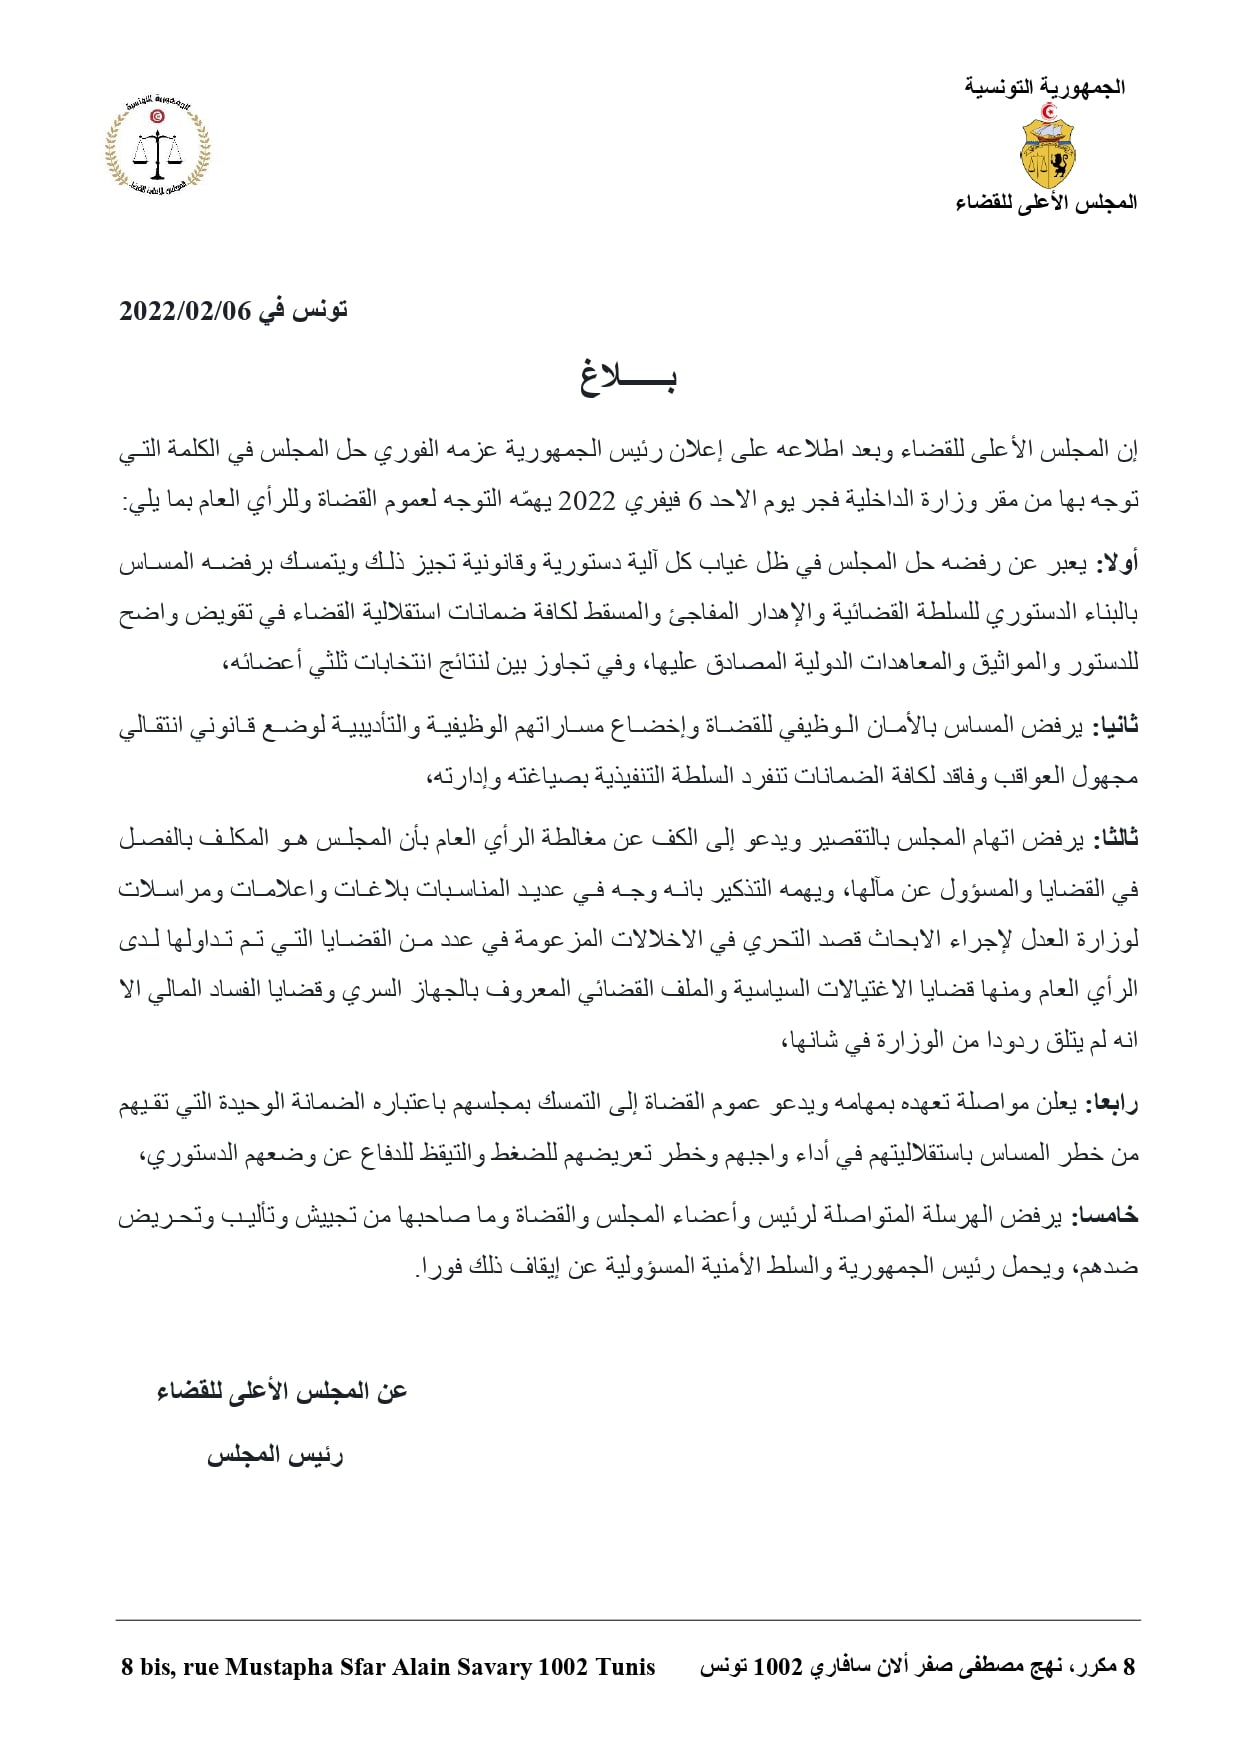 الجمهورية التونسية
المجلس الأعلى للقضاء
الجمهورية التونسية
المجلس الأعلى للقضاء
تونس في 2022/02/06
بـــــلاغ
إن المجلس الأعلى للقضاء وبعد اطلاعه على إعلان رئيس الجمهورية عزمه الفوري حل المجلس في الكلمة التي
توجه بها من مقر وزارة الداخلية فجر يوم الاحد 6 فيفري 2022 يهمّه التوجه لعموم القضاة وللرأي العام بما يلي:
أولا: يعبر عن رفضه حل المجلس في ظل غياب كل آلية دستورية وقانونية تجيز ذلك ويتمسك برفضه المساس
بالبناء الدستوري للسلطة القضائية والإهدار المفاجئ والمسقط لكافة ضمانات استقلالية القضاء في تقويض واضح
للدستور والمواثيق والمعاهدات الدولية المصادق عليها، وفي تجاوز بين لنتائج انتخابات ثلثي أعضائه،
ثانيا: يرفض المساس بالأمان الوظيفي للقضاة وإخضاع مساراتهم الوظيفية والتأديبية لوضع قانوني انتقالي
مجهول العواقب وفاقد لكافة الضمانات تنفرد السلطة التنفيذية بصياغته وإدارته،
ثالثا: يرفض اتهام المجلس بالتقصير ويدعو إلى الكف عن مغالطة الرأي العام بأن المجلس هو المكلف بالفصل
في القضايا والمسؤول عن مآلها، ويهمه التذكير بانه وجه في عديد المناسبات بلاغات واعلامات ومراسلات
لوزارة العدل لإجراء الابحاث قصد التحري في الاخلالات المزعومة في عدد من القضايا التي تم تداولها لدى
الرأي العام ومنها قضايا الاغتيالات السياسية والملف القضائي المعروف بالجهاز السري وقضايا الفساد المالي الا
انه لم يتلق ردودا من الوزارة في شانها،
رابعا: يعلن مواصلة تعهده بمهامه ويدعو عموم القضاة إلى التمسك بمجلسهم باعتباره الضمانة الوحيدة التي تقيهم
من خطر المساس باستقلاليتهم في أداء واجبهم وخطر تعريضهم للضغط والتيقظ للدفاع عن وضعهم الدستوري،
خامسا: يرفض الهرسلة المتواصلة لرئيس وأعضاء المجلس والقضاة وما صاحبها من تجييش وتأليب وتحريض
ضدهم، ويحمل رئيس الجمهورية والسلط الأمنية المسؤولية عن إيقاف ذلك فورا.
عن المجلس الأعلى للقضاء
رئيس المجلس
8 مكرر، نهج مصطفى صفر ألان سافاري 1002 تونس 8 bis, rue Mustapha Sfar Alain Savary 1002 Tunis